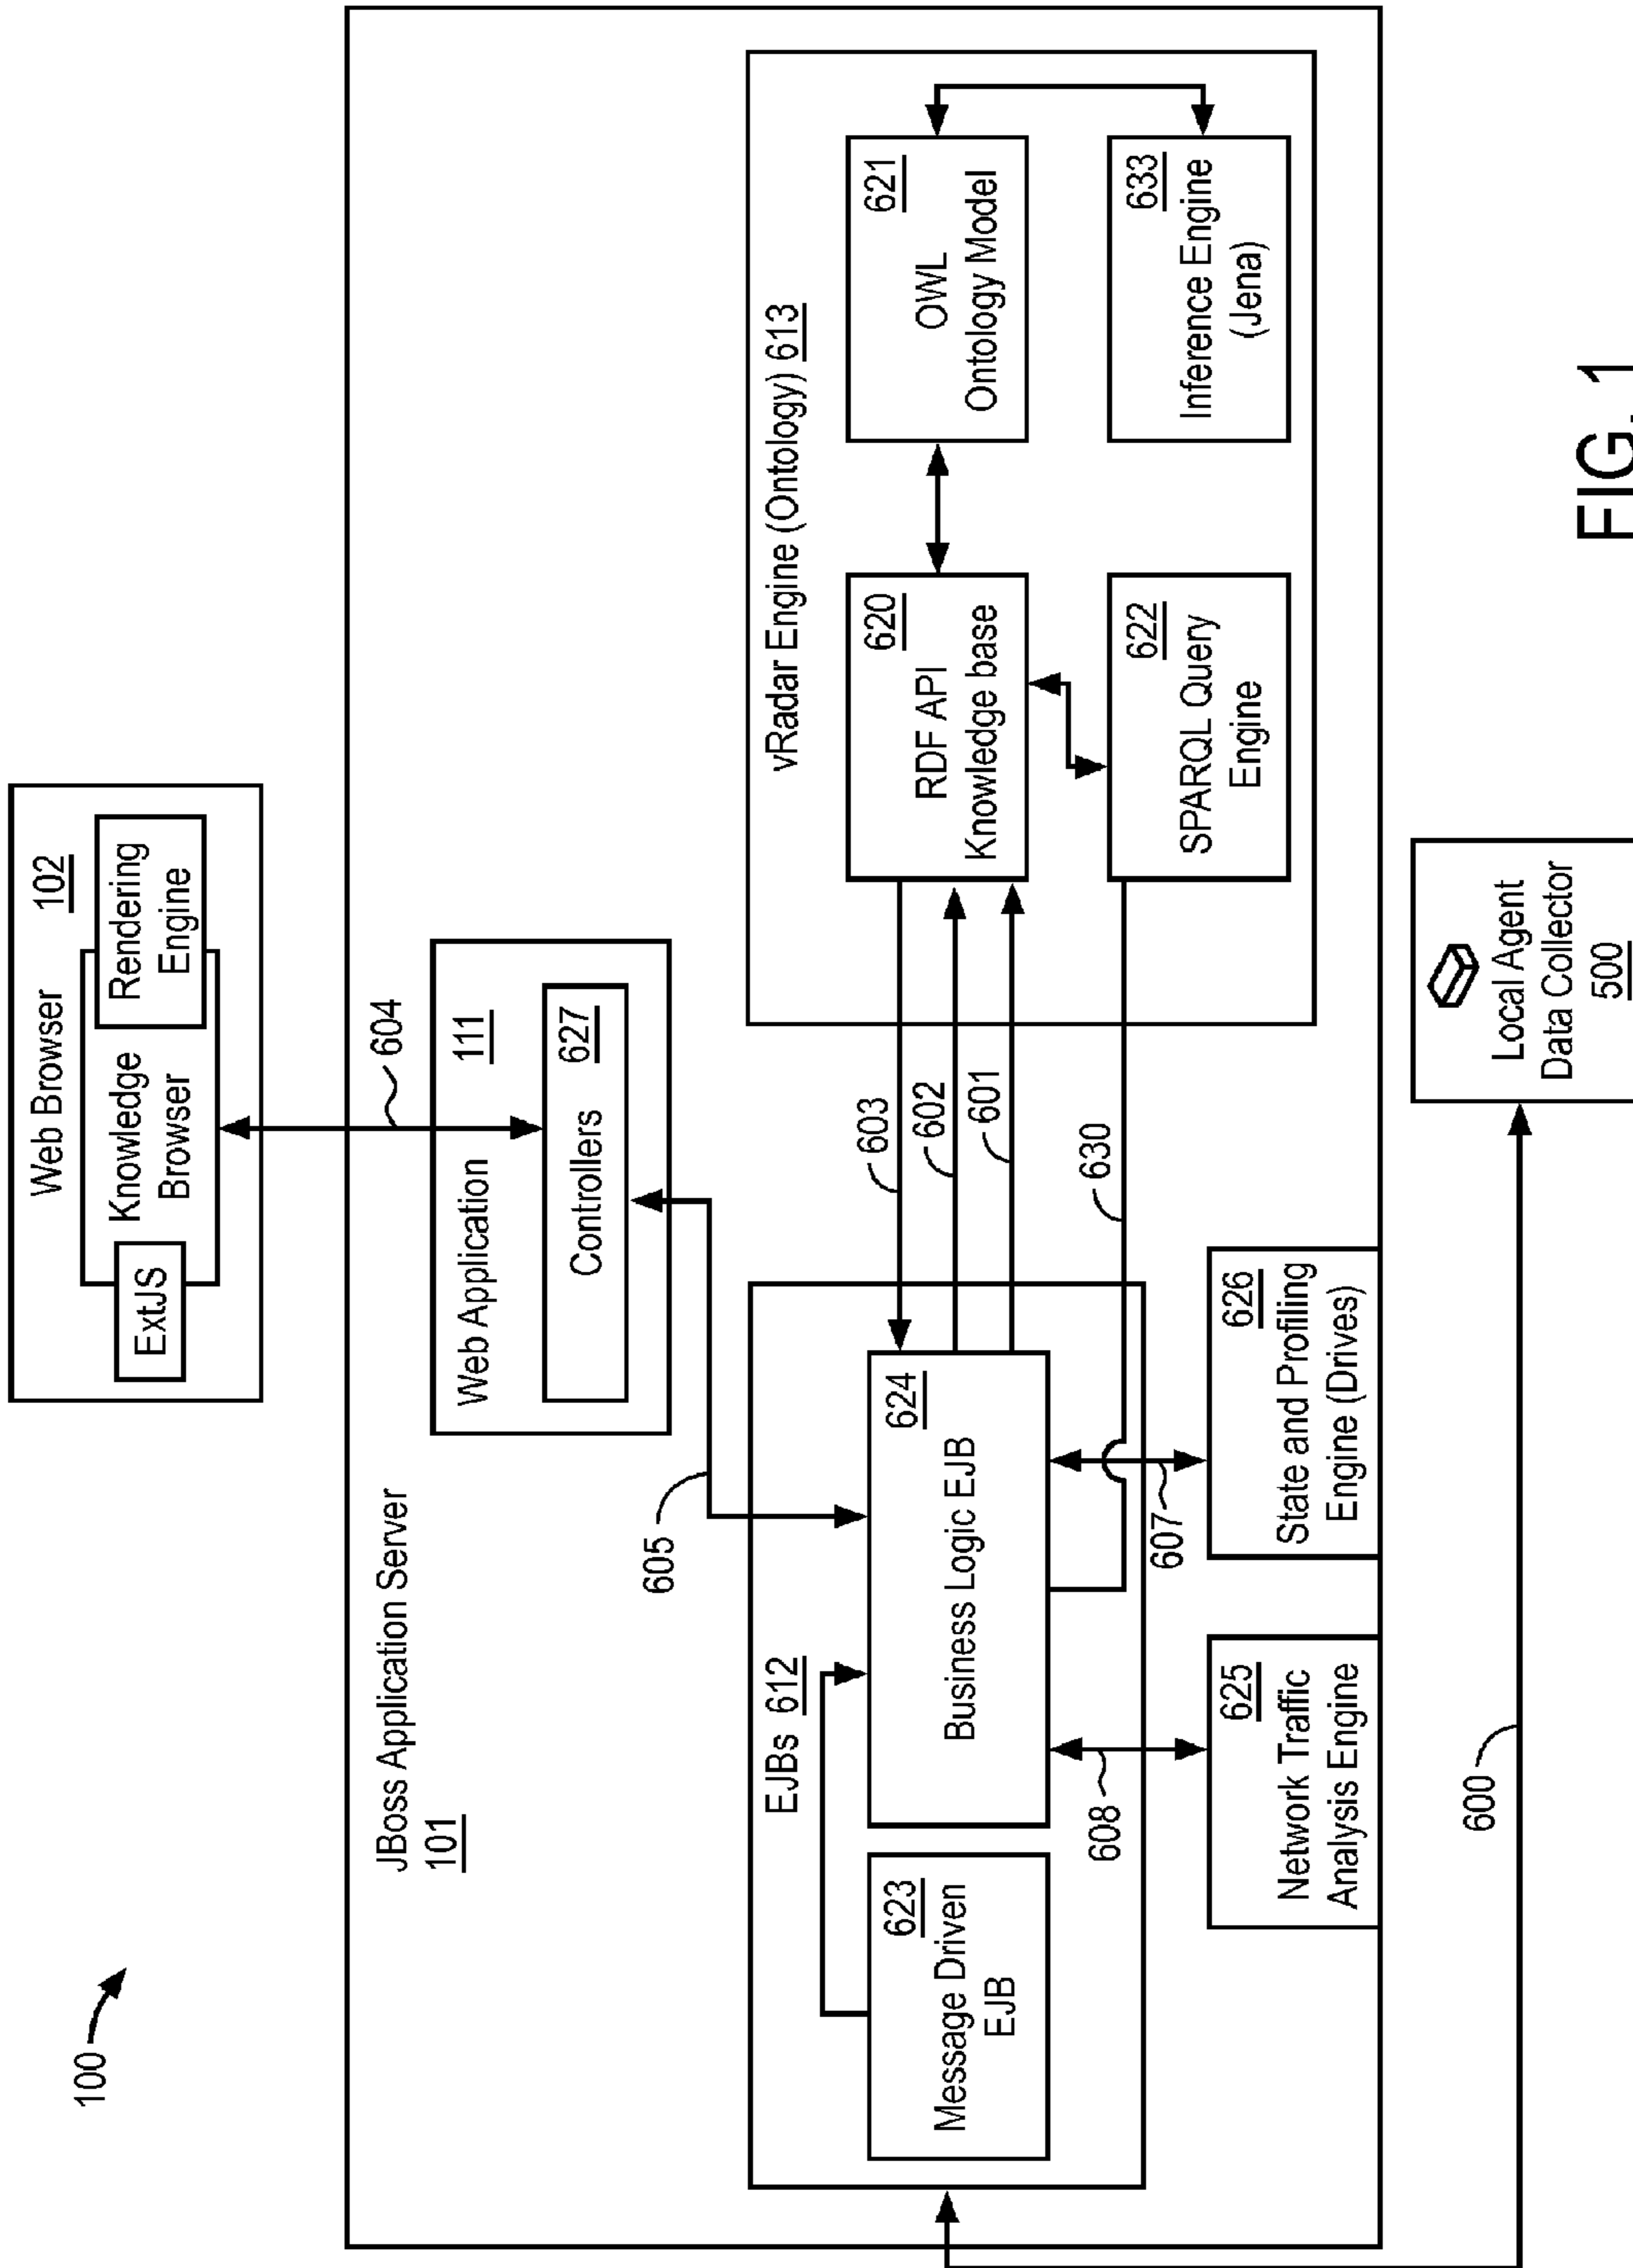 100
Web Browser
102
ExtJS
Knowledge
Browser
Rendering
Engine
604
JBoss Application Server
101
Web Application
111
Controllers
627
605
EJBs 612
623
Message Driven
EJB
624
Business Logic EJB
603
602
601
630
608
607
625
Network Traffic
Analysis Engine
626
State and Profiling
Engine (Drives)
vRadar Engine (Ontology) 613
620
RDF API
Knowledge base
621
OWL
Ontology Model
622
SPARQL Query
Engine
633
Inference Engine
(Jena)
600
Local Agent
Data Collector
500
FIG. 1